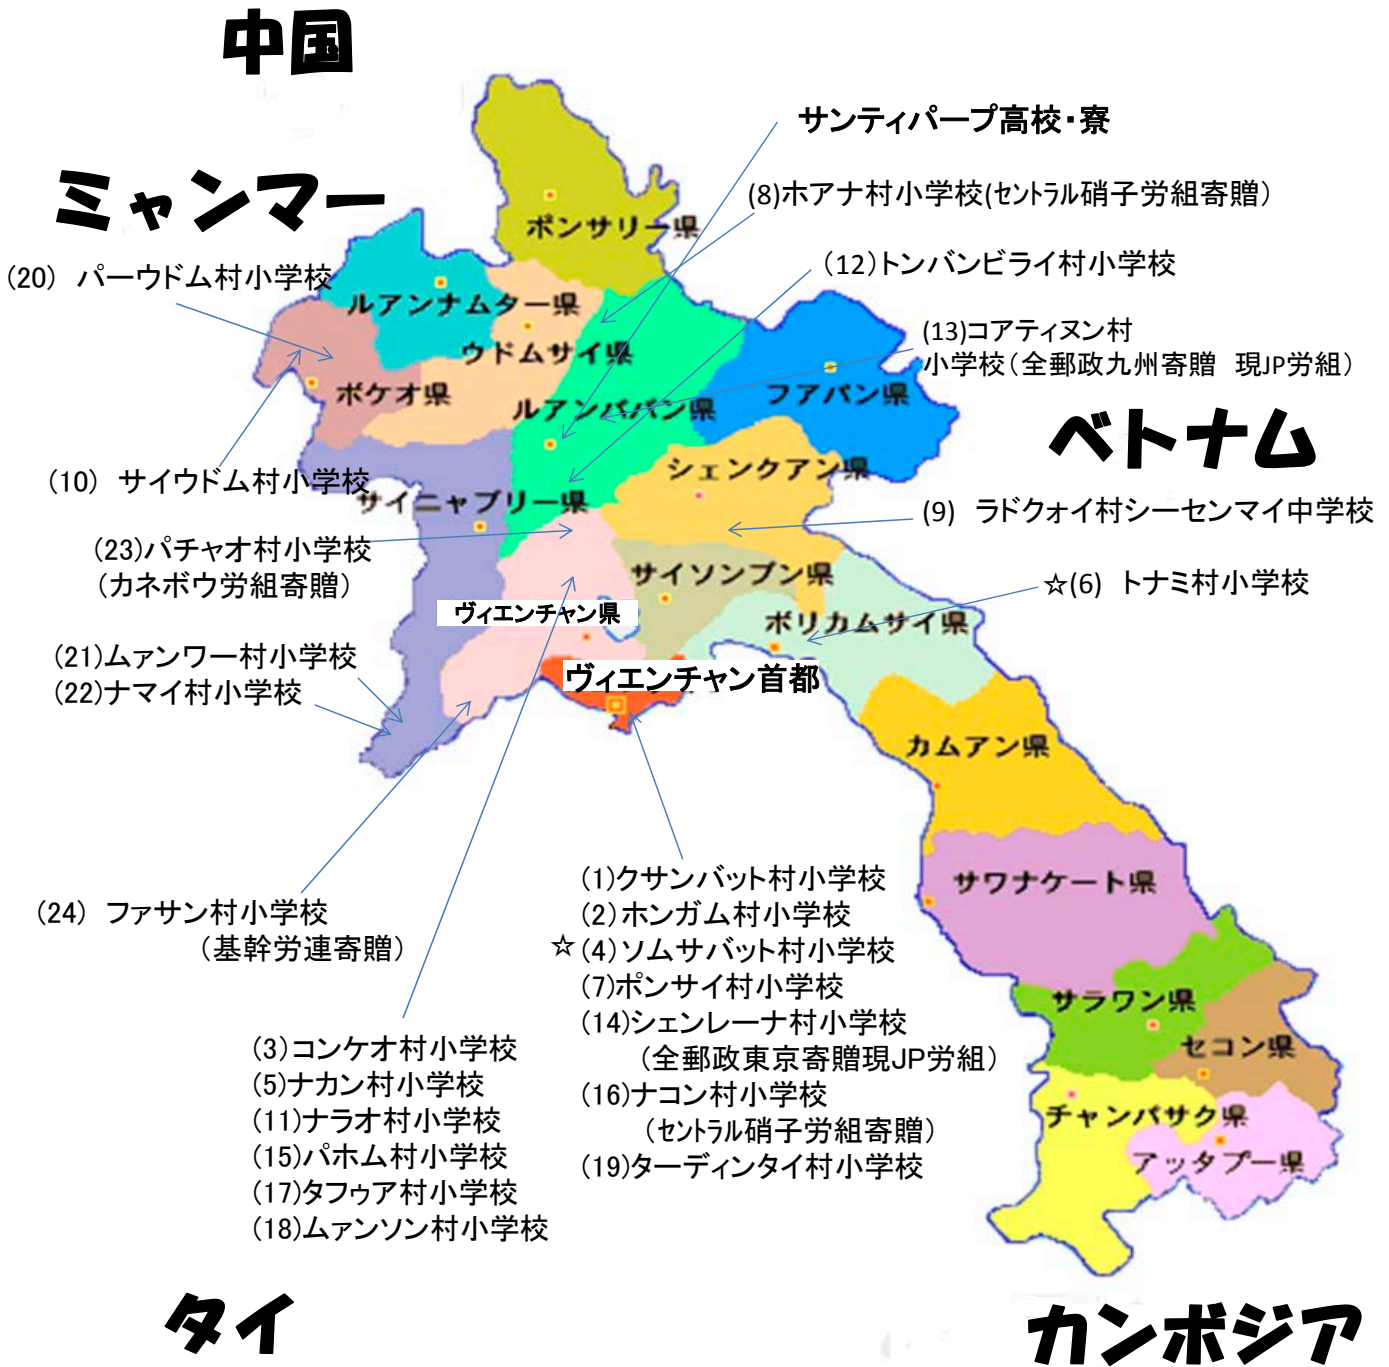 中国
サンティパープ高校・寮
ミャンマー
(8)ホアナ村小学校(セントラル硝子労組寄贈)
ポンサリー県
(20) パーウドム村小学校
(12)トンバンビライ村小学校
ルアンナムター県
(13)コアティヌン村
小学校(全郵政九州寄贈 現JP労組)
ウドムサイ県
ボケオ県
ルアンパバン県
フアパン県
ベトナム
シェンクアン県
(10) サイウドム村小学校
サイニャブリー県
(9) ラドクォイ村シーセンマイ中学校
(23)パチャオ村小学校
(カネボウ労組寄贈)
サイソンブン県
☆(6) トナミ村小学校
ヴィエンチャン県
ボリカムサイ県
(21)ムァンワー村小学校
(22)ナマイ村小学校
ヴィエンチャン首都
カムアン県
サワナケート県
(24) ファサン村小学校
(基幹労連寄贈)
(1)クサンバット村小学校
(2)ホンガム村小学校
☆(4)ソムサバット村小学校
(7)ポンサイ村小学校
(14)シェンレーナ村小学校
(全郵政東京寄贈現JP労組)
(16)ナコン村小学校
(セントラル硝子労組寄贈)
(19)ターディンタイ村小学校
サラワン県
セコン県
(3)コンケオ村小学校
(5)ナカン村小学校
(11)ナラオ村小学校
(15)パホム村小学校
(17)タフゥア村小学校
(18)ムァンソン村小学校
チャンパサク県
アッタプー県
タイ
カンボジア